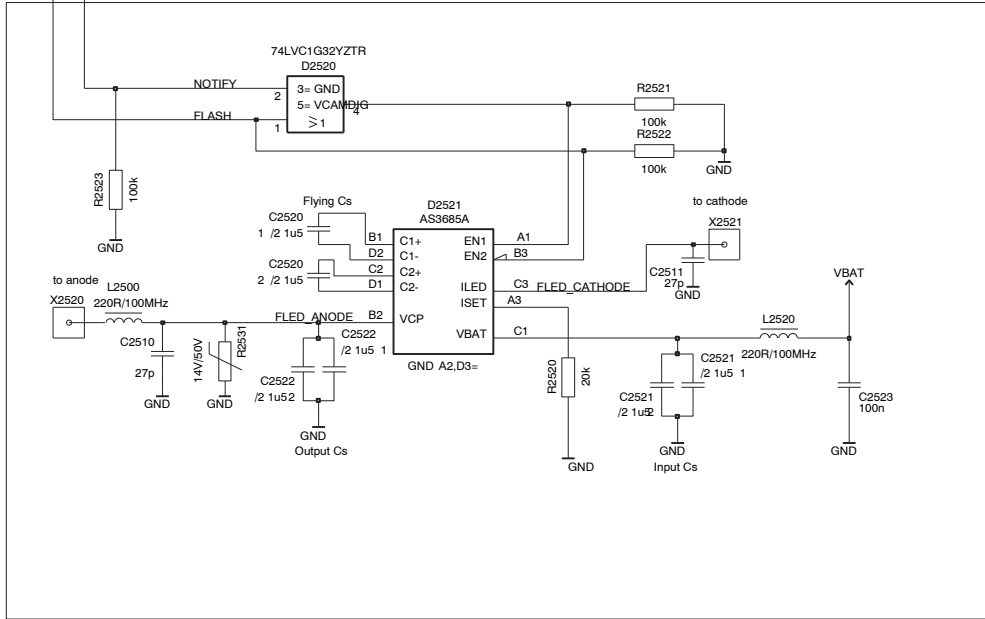 74LVC1G32YZTR
D2520
NOTIFY
2
3= GND
5= VCAMDIG
4
FLASH
1
≥1
R2521
100k
R2522
100k
GND
R2523
100k
GND
Flying Cs
C2520
1 /2 1u5
C2520
2 /2 1u5
D2521
AS3685A
B1
C1+
D2
C1-
C2
C2+
D1
C2-
B2
VCP
EN1
A1
EN2
B3
ILED
C3
FLED_CATHODE
ISET
A3
VBAT
C1
GND A2,D3=
to cathode
X2521
C2511
27p
GND
to anode
X2520
L2500
220R/100MHz
FLED_ANODE
C2510
27p
GND
14V/50V
R2531
GND
C2522
/2 1u5 1
C2522
/2 1u52
GND
Output Cs
R2520
20k
GND
VBAT
L2520
220R/100MHz
C2521
/2 1u5 1
C2521
/2 1u52
GND
Input Cs
C2523
100n
GND